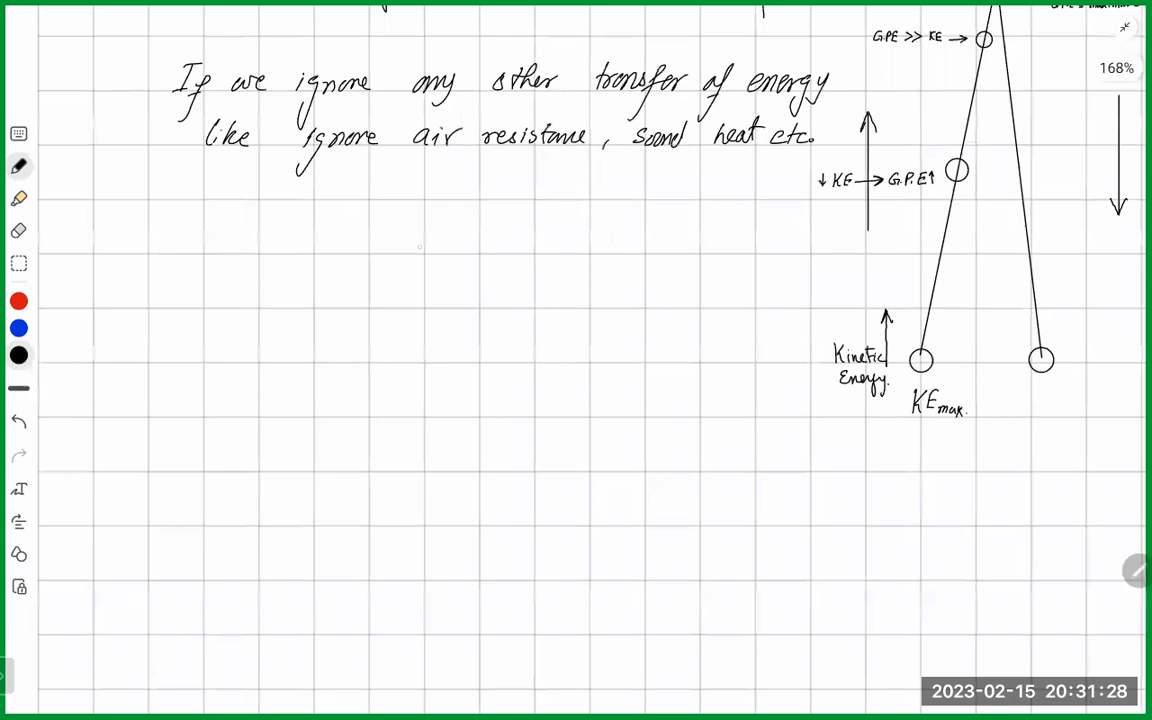 GPE >> KE →
168%
If we ignore any other transfer of energy
like ignore air resistance, sound heat etc.
↓ KE → G.P.E↑
Kinetic
Energy.
KEmax.
2023-02-15 20:31:28